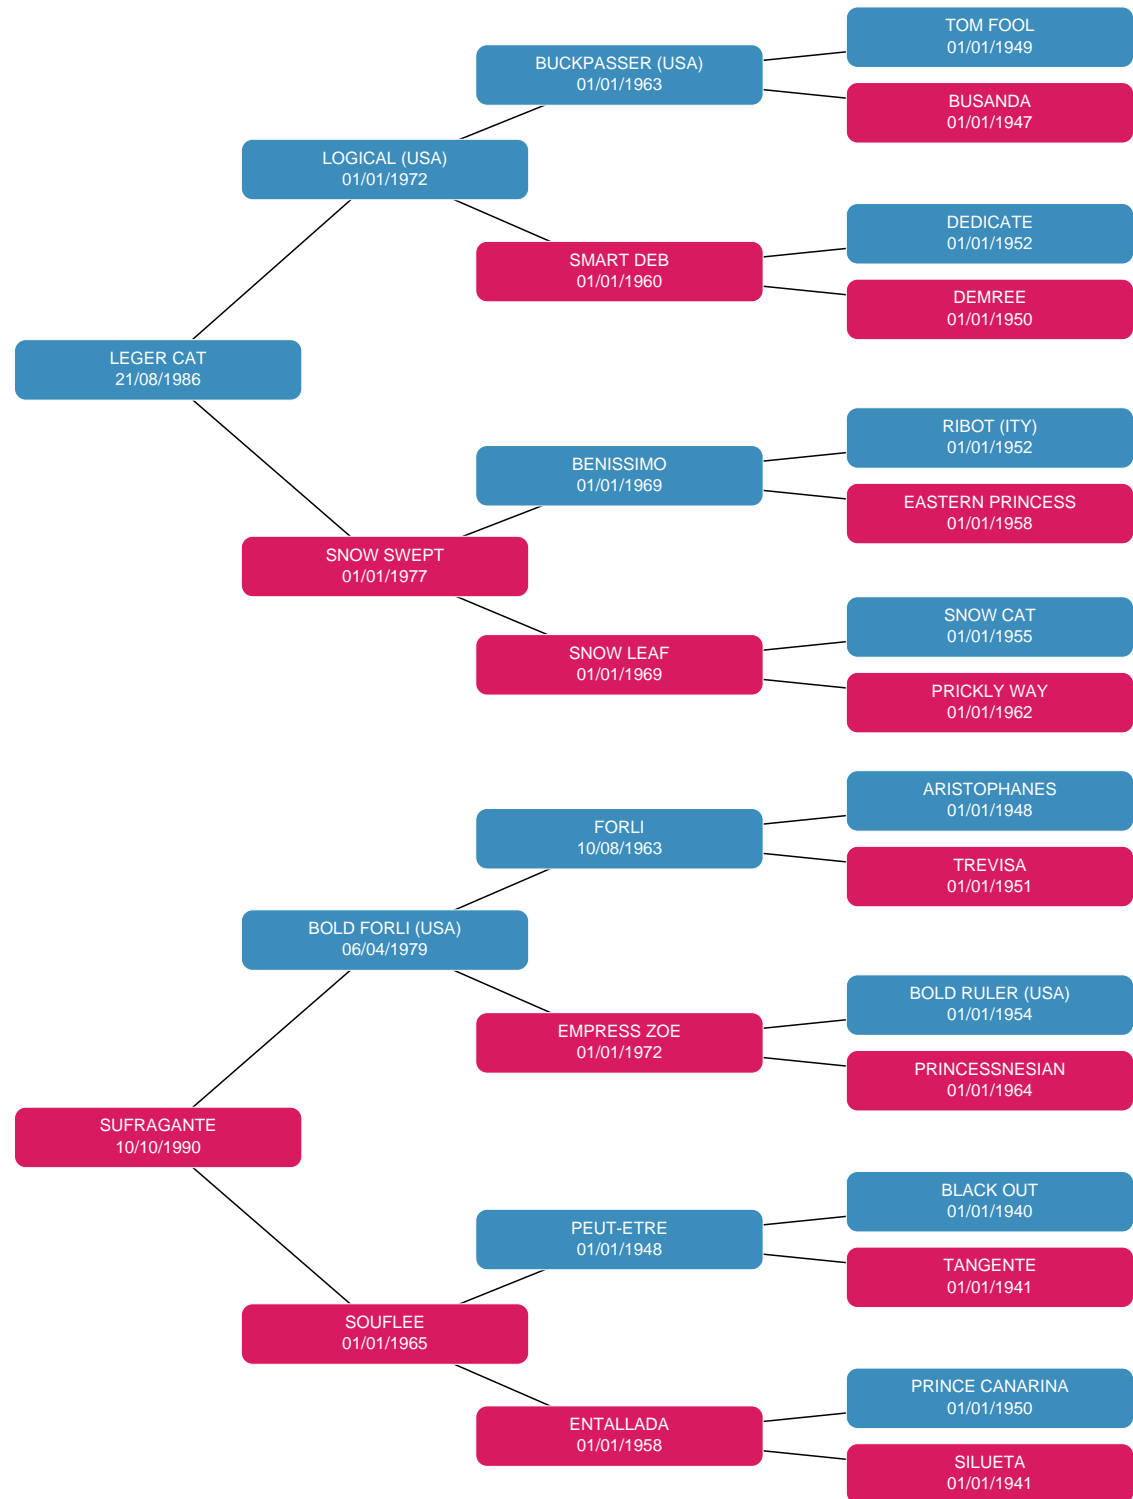 TOM FOOL
01/01/1949
BUCKPASSER (USA)
01/01/1963
BUSANDA
01/01/1947
LOGICAL (USA)
01/01/1972
DEDICATE
01/01/1952
SMART DEB
01/01/1960
DEMREE
01/01/1950
LEGER CAT
21/08/1986
RIBOT (ITY)
01/01/1952
BENISSIMO
01/01/1969
EASTERN PRINCESS
01/01/1958
SNOW SWEPT
01/01/1977
SNOW CAT
01/01/1955
SNOW LEAF
01/01/1969
PRICKLY WAY
01/01/1962
ARISTOPHANES
01/01/1948
FORLI
10/08/1963
TREVISA
01/01/1951
BOLD FORLI (USA)
06/04/1979
BOLD RULER (USA)
01/01/1954
EMPRESS ZOE
01/01/1972
PRINCESSNESIAN
01/01/1964
SUFRAGANTE
10/10/1990
BLACK OUT
01/01/1940
PEUT-ETRE
01/01/1948
TANGENTE
01/01/1941
SOUFLEE
01/01/1965
PRINCE CANARINA
01/01/1950
ENTALLADA
01/01/1958
SILUETA
01/01/1941